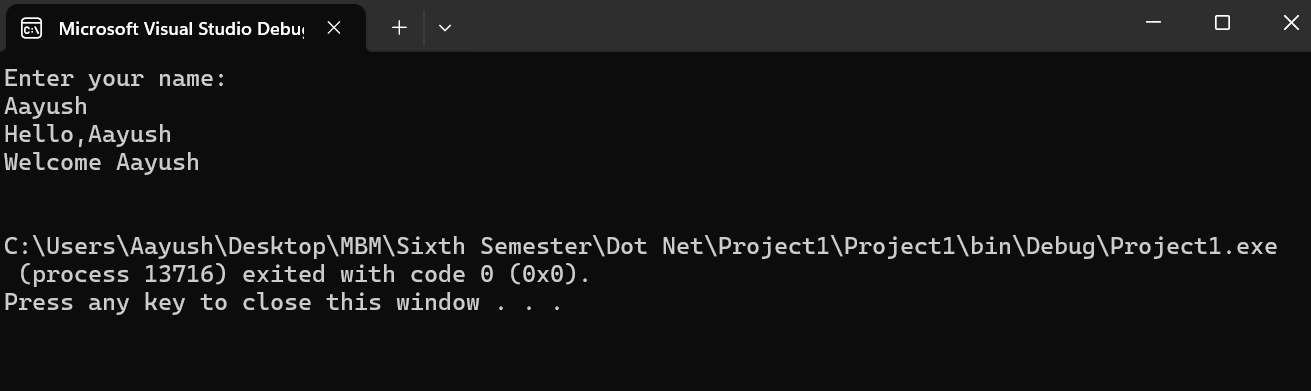 Microsoft Visual Studio Debu
Enter your name:
Aayush
Hello,Aayush
Welcome Aayush
C:\Users\Aayush\Desktop\MBM\Sixth Semester\Dot Net\Project1\Project1\bin\Debug\Project1.exe
(process 13716) exited with code 0 (0x0).
Press any key to close this window . . .